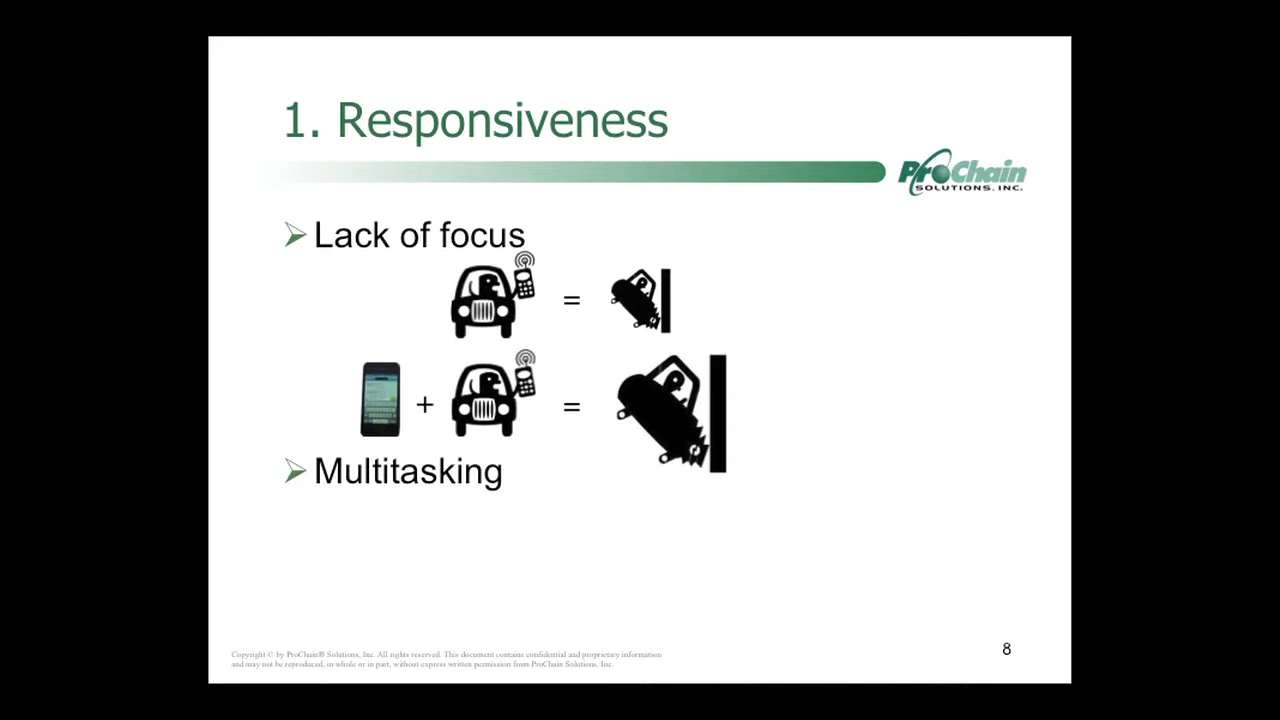 1. Responsiveness
ProChain
SOLUTIONS, INC.
Lack of focus
=
+
=
Multitasking
Copyright © by ProChain® Solutions, Inc. All rights reserved. This document contains confidential and proprietary information
and may not be reproduced, in whole or in part, without express written permission from ProChain Solutions, Inc.
8